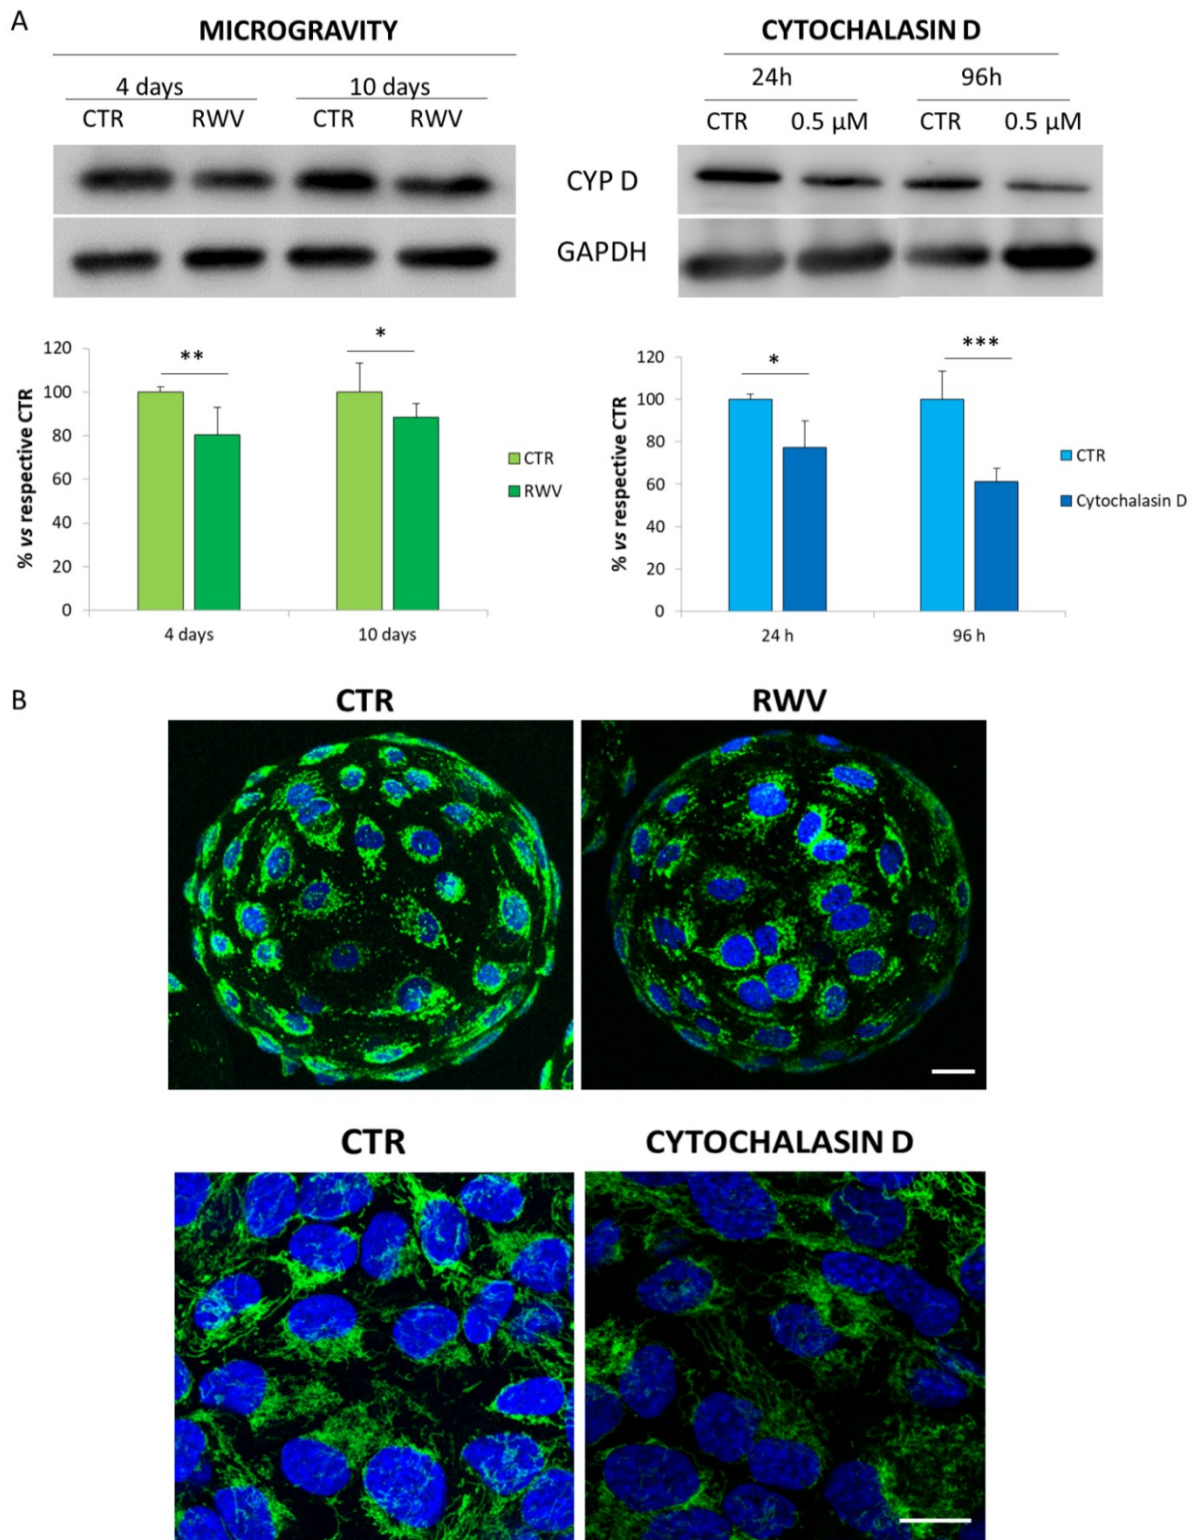 A
MICROGRAVITY
4 days 10 days
CTR RWV CTR RWV
CYTOCHALASIN D
24h 96h
CTR 0.5 µM CTR 0.5 µM
CYP D
GAPDH
% vs respective CTR
120
100
80
60
40
20
0
** *
4 days 10 days
CTR
RWV
% vs respective CTR
120
100
80
60
40
20
0
* ***
24 h 96 h
CTR
Cytochalasin D
B
CTR RWV
CTR CYTOCHALASIN D